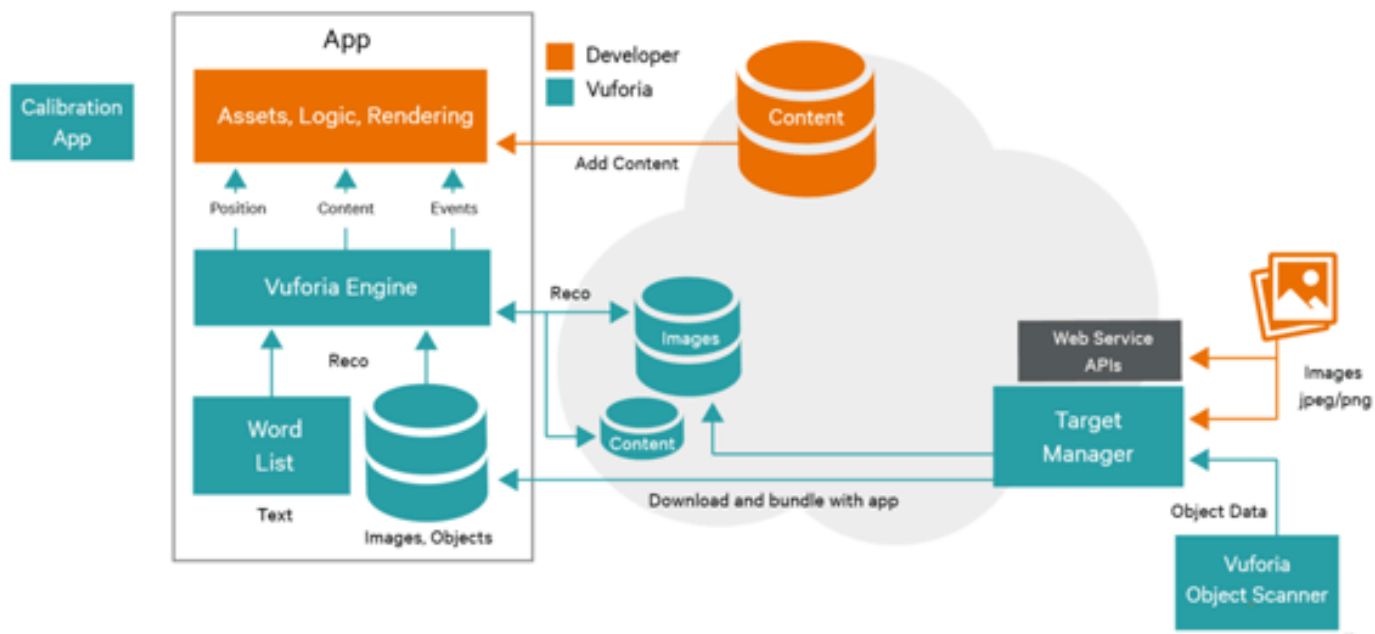 App
Developer
Vuforia
Calibration
App
Assets, Logic, Rendering
Content
Add Content
Position
Content
Events
Vuforia Engine
Reco
Images
Web Service
APIs
Images
jpeg/png
Reco
Word
List
Content
Target
Manager
Download and bundle with app
Text
Images, Objects
Object Data
Vuforia
Object Scanner